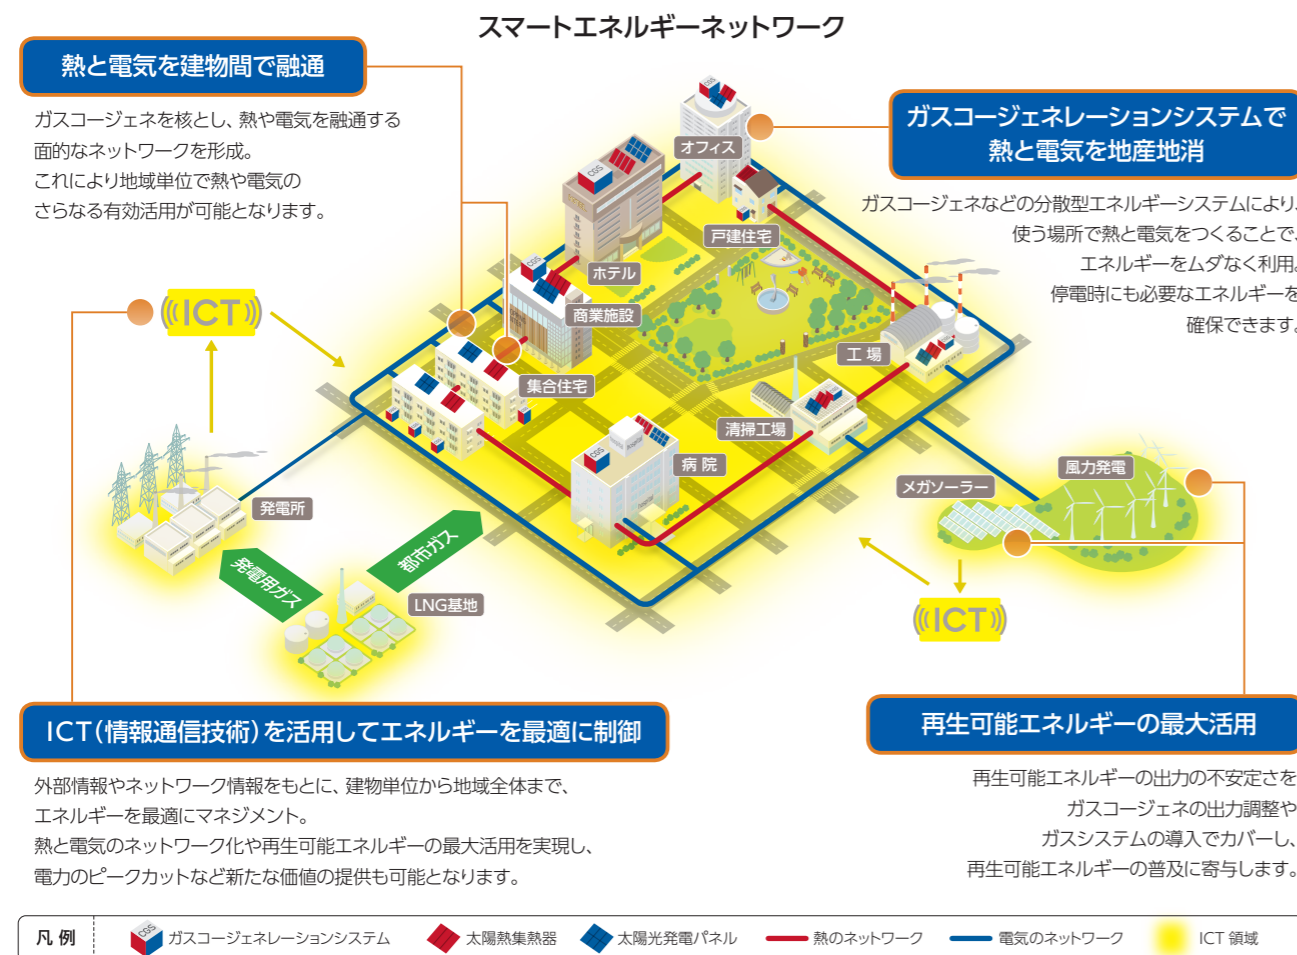 スマートエネルギーネットワーク
熱と電気を建物間で融通
ガスコージェネを核とし、熱や電気を融通する
面的なネットワークを形成。
これにより地域単位で熱や電気の
さらなる有効活用が可能となります。
ガスコージェネレーションシステムで
熱と電気を地産地消
ガスコージェネなどの分散型エネルギーシステムにより、
使う場所で熱と電気をつくることで、
エネルギーをムダなく利用。
停電時にも必要なエネルギーを
確保できます。
オフィス
戸建住宅
CGS
ホテル
CGS
商業施設
ICT
工 場
集合住宅
清掃工場
CGS
病 院
発電所
風力発電
メガソーラー
都市ガス
発電用ガス
LNG基地
ICT
ICT(情報通信技術)を活用してエネルギーを最適に制御
外部情報やネットワーク情報をもとに、建物単位から地域全体まで、
エネルギーを最適にマネジメント。
熱と電気のネットワーク化や再生可能エネルギーの最大活用を実現し、
電力のピークカットなど新たな価値の提供も可能となります。
再生可能エネルギーの最大活用
再生可能エネルギーの出力の不安定さを
ガスコージェネの出力調整や
ガスシステムの導入でカバーし、
再生可能エネルギーの普及に寄与します。
凡 例
CGS
ガスコージェネレーションシステム
太陽熱集熱器
太陽光発電パネル
熱のネットワーク
電気のネットワーク
ICT 領域